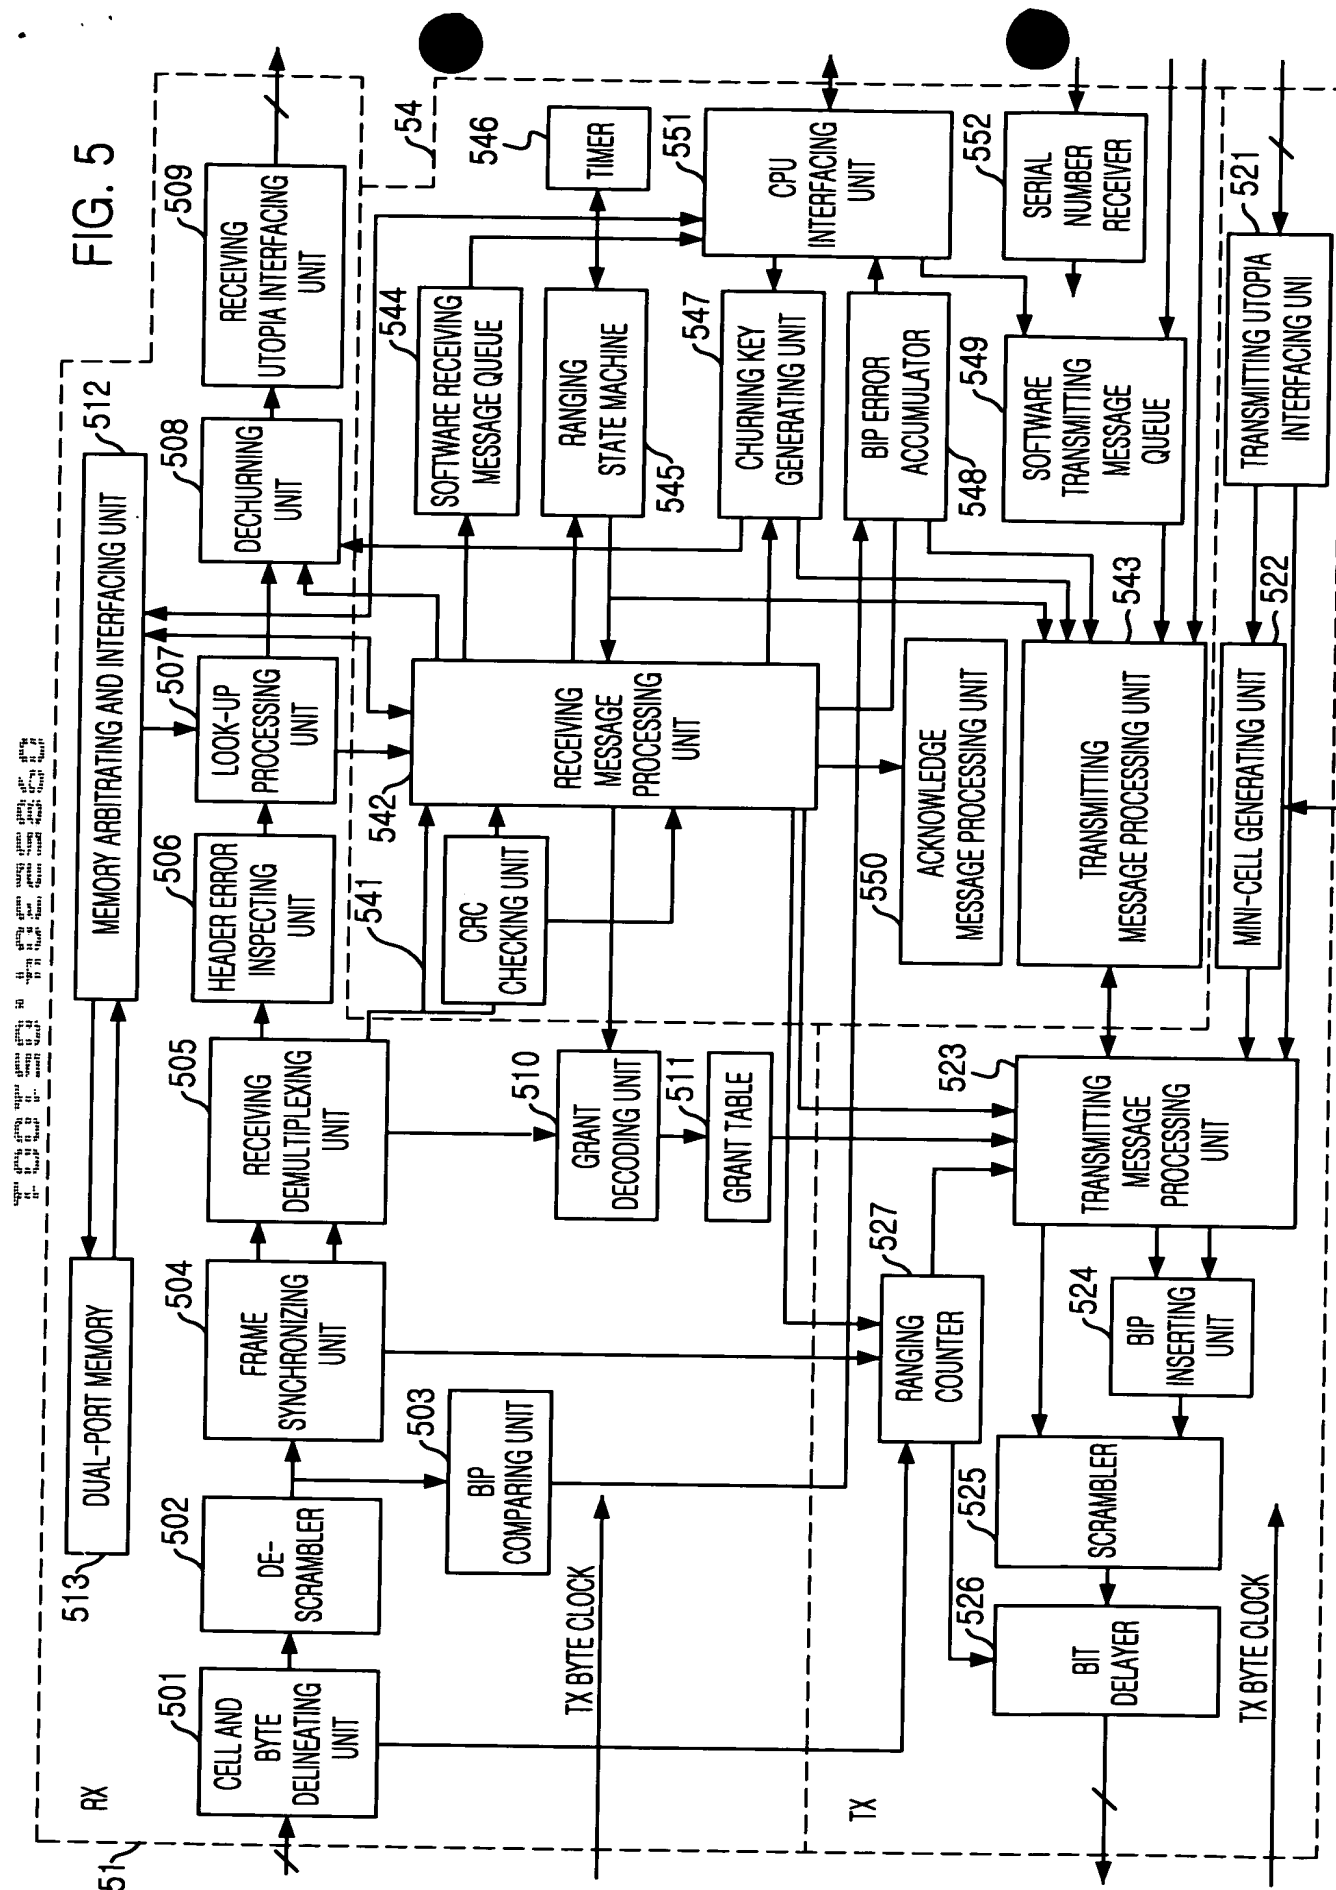 FIG. 5
51
RX
513
DUAL-PORT MEMORY
MEMORY ARBITRATING AND INTERFACING UNIT
512
501
CELL AND
BYTE
DELINEATING
UNIT
502
DE-
SCRAMBLER
504
FRAME
SYNCHRONIZING
UNIT
505
RECEIVING
DEMULTIPLEXING
UNIT
506
HEADER ERROR
INSPECTING
UNIT
507
LOOK-UP
PROCESSING
UNIT
508
DECHURNING
UNIT
509
RECEIVING
UTOPIA INTERFACING
UNIT
503
BIP
COMPARING UNIT
TX BYTE CLOCK
510
GRANT
DECODING UNIT
511
GRANT TABLE
54
541
CRC
CHECKING UNIT
542
RECEIVING
MESSAGE
PROCESSING
UNIT
544
SOFTWARE RECEIVING
MESSAGE QUEUE
RANGING
STATE MACHINE
545
546
TIMER
547
CHURNING KEY
GENERATING UNIT
BIP ERROR
ACCUMULATOR
548
551
CPU
INTERFACING
UNIT
552
SERIAL
NUMBER
RECEIVER
549
SOFTWARE
TRANSMITTING
MESSAGE
QUEUE
550
ACKNOWLEDGE
MESSAGE PROCESSING UNIT
543
TRANSMITTING
MESSAGE PROCESSING UNIT
TX
527
RANGING
COUNTER
523
TRANSMITTING
MESSAGE
PROCESSING
UNIT
524
BIP
INSERTING
UNIT
525
SCRAMBLER
526
BIT
DELAYER
TX BYTE CLOCK
522
MINI-CELL GENERATING UNIT
521
TRANSMITTING UTOPIA
INTERFACING UNI